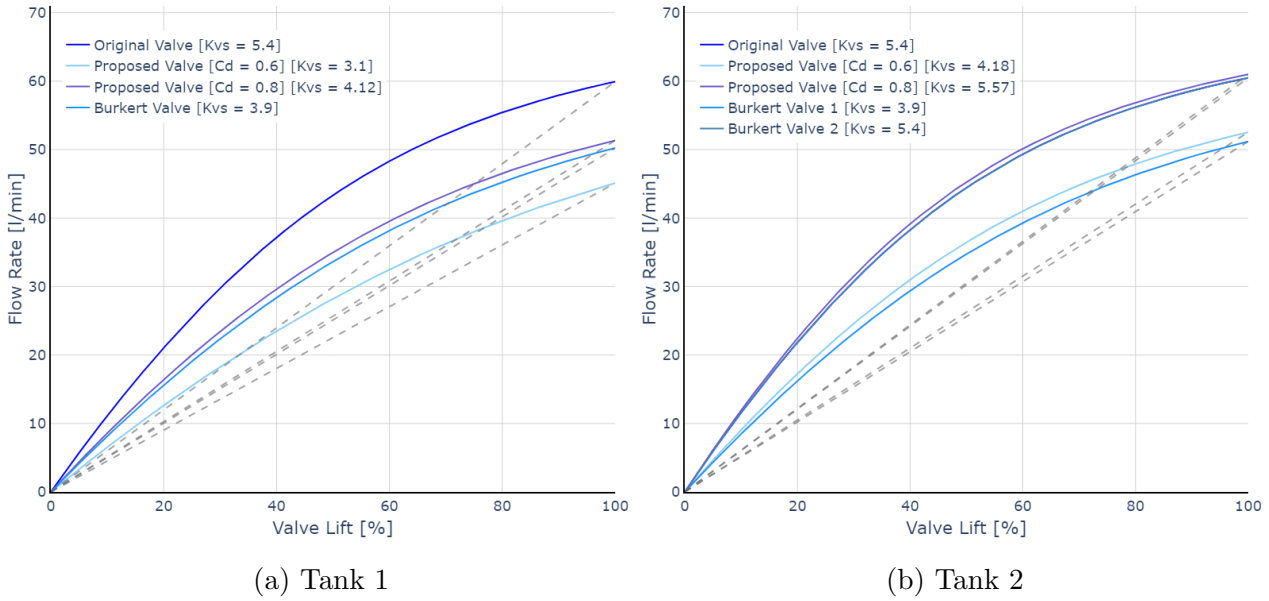 70
60
50
40
30
20
10
0
Flow Rate [l/min]
Original Valve [Kvs = 5.4]
Proposed Valve [Cd = 0.6] [Kvs = 3.1]
Proposed Valve [Cd = 0.8] [Kvs = 4.12]
Burkert Valve [Kvs = 3.9]
0 20 40 60 80 100
Valve Lift [%]
(a) Tank 1
70
60
50
40
30
20
10
0
Flow Rate [l/min]
Original Valve [Kvs = 5.4]
Proposed Valve [Cd = 0.6] [Kvs = 4.18]
Proposed Valve [Cd = 0.8] [Kvs = 5.57]
Burkert Valve 1 [Kvs = 3.9]
Burkert Valve 2 [Kvs = 5.4]
0 20 40 60 80 100
Valve Lift [%]
(b) Tank 2